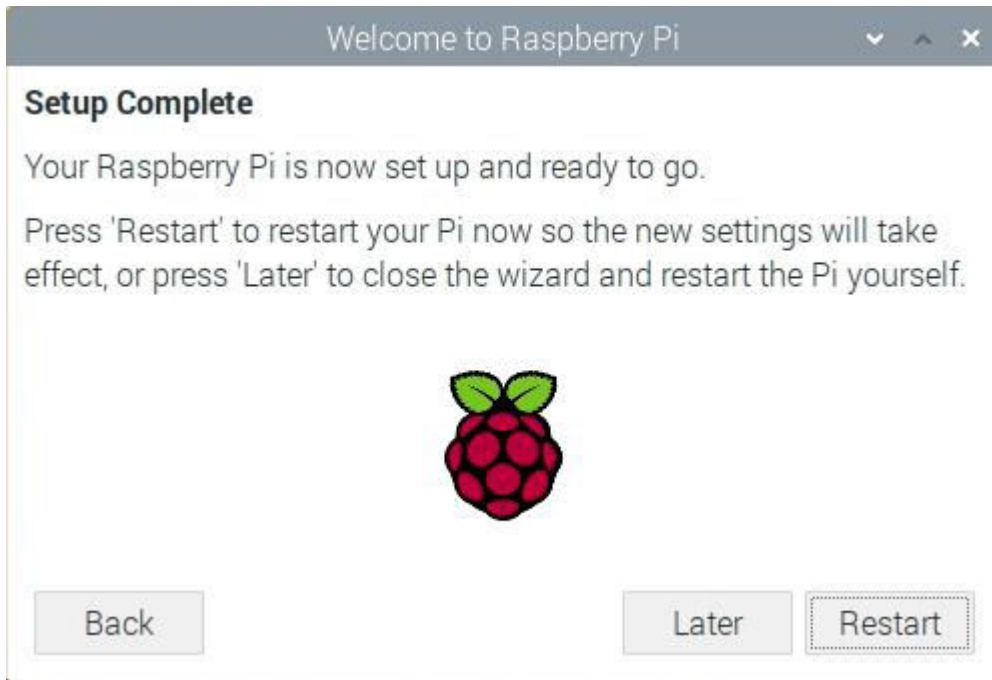 Welcome to Raspberry Pi
Setup Complete
Your Raspberry Pi is now set up and ready to go.
Press 'Restart' to restart your Pi now so the new settings will take
effect, or press 'Later' to close the wizard and restart the Pi yourself.
Back
Later
Restart